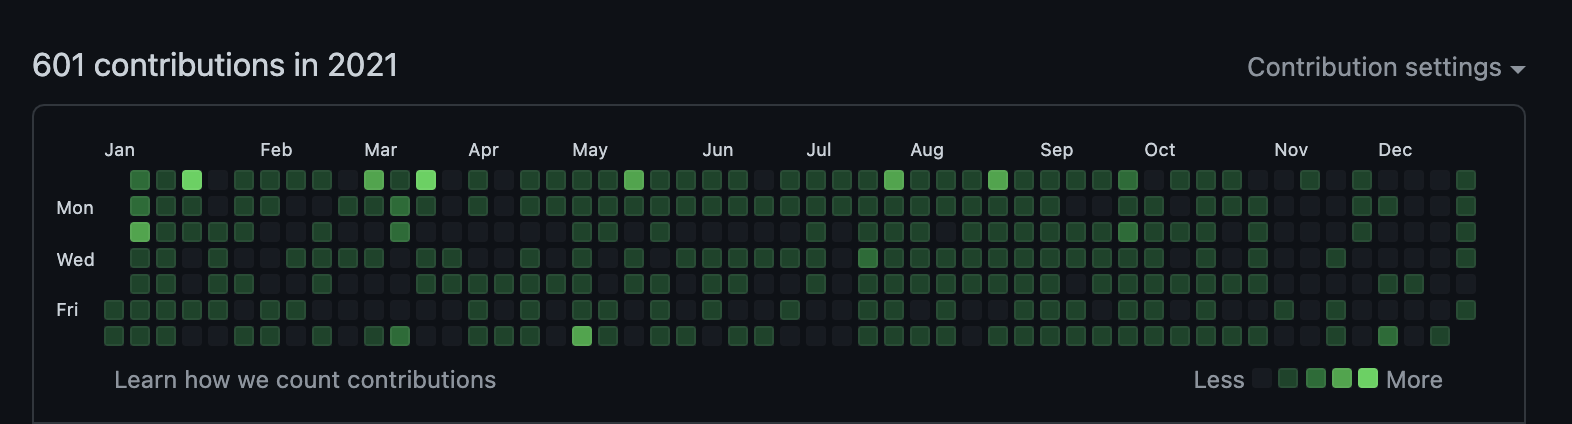 601 contributions in 2021
Contribution settings
Jan Feb Mar Apr May Jun Jul Aug Sep Oct Nov Dec
Mon
Wed
Fri
Learn how we count contributions
Less More